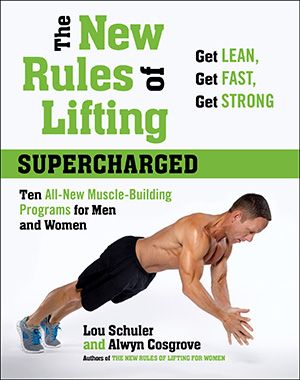 The New
Rules of
Lifting
Get LEAN,
Get FAST,
Get STRONG
SUPERCHARGED
Ten All-New Muscle-Building
Programs for Men
and Women
Lou Schuler
and Alwyn Cosgrove
Authors of THE NEW RULES OF LIFTING FOR WOMEN